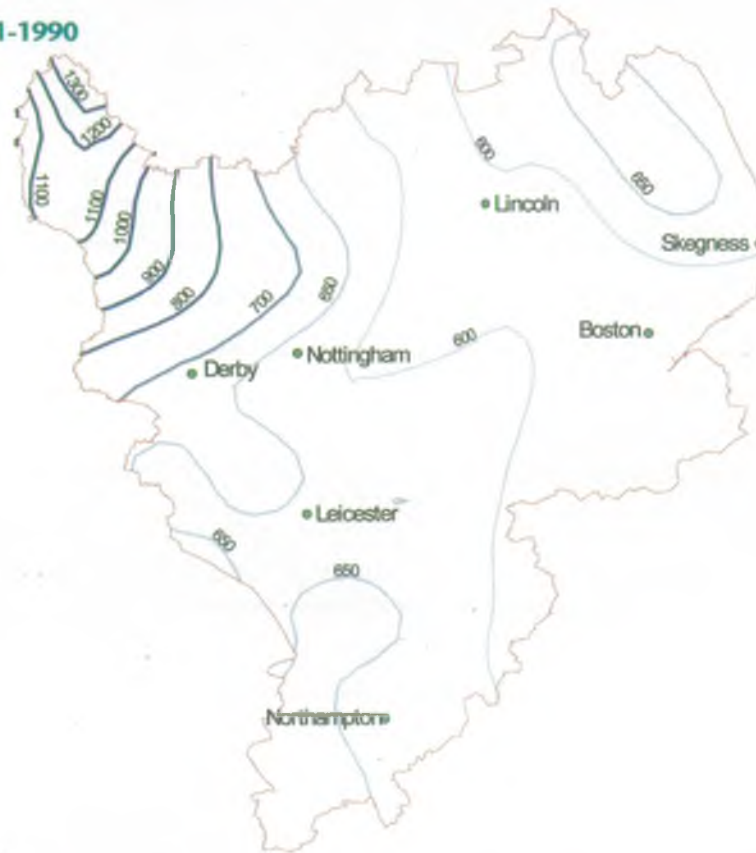 1-1990
1300
1200
1100
1100
1000
900
800
700
650
600
650
Lincoln
Skegness
Boston
600
Nottingham
Derby
Leicester
650
650
Northampton